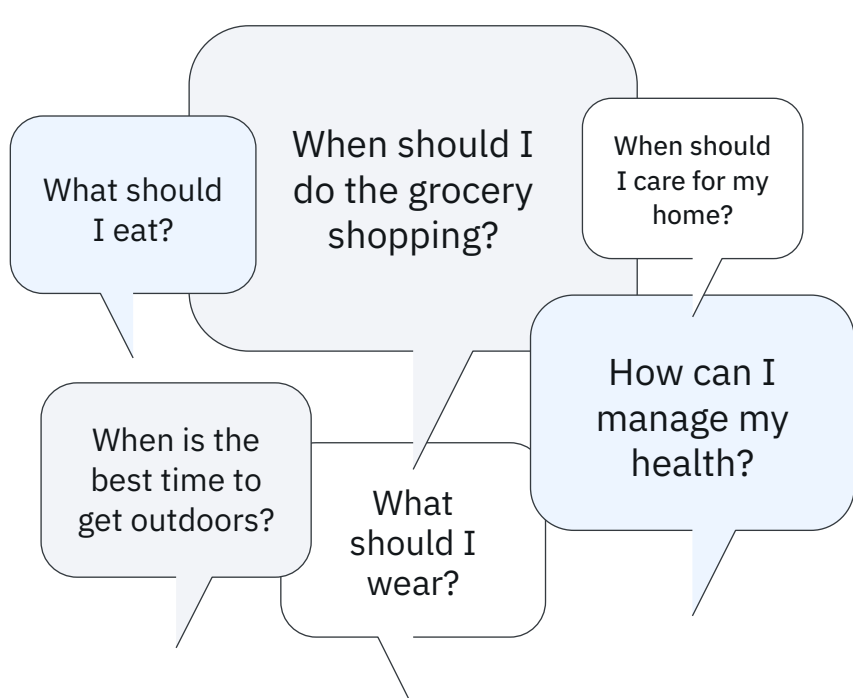 When should I
do the grocery
shopping?
What should
I eat?
When should
I care for my
home?
How can I
manage my
health?
When is the
best time to
get outdoors?
What
should I
wear?